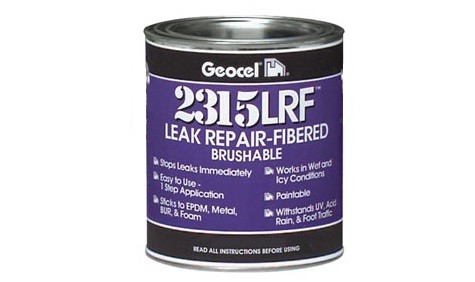 Geocel®
2315LRF™
LEAK REPAIR-FIBERED
BRUSHABLE
Stops Leaks Immediately
Easy to Use -
1 Step Application
Sticks to EPDM, Metal,
BUR, & Foam
Works in Wet and
Icy Conditions
Paintable
Withstands UV, Acid
Rain, & Foot Traffic
READ ALL INSTRUCTIONS BEFORE USING